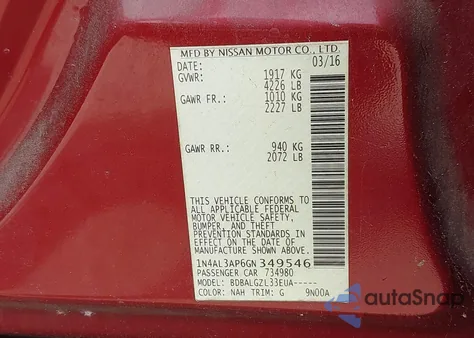 MFD BY NISSAN MOTOR CO., LTD.
DATE: 03/16
GVWR: 1917 KG
4226 LB
GAWR FR.: 1010 KG
2227 LB
GAWR RR.: 940 KG
2072 LB
THIS VEHICLE CONFORMS TO
ALL APPLICABLE FEDERAL
MOTOR VEHICLE SAFETY,
BUMPER, AND THEFT
PREVENTION STANDARDS
IN EFFECT ON THE DATE OF
MANUFACTURE SHOWN ABOVE.
1N4AL3AP6GN349546
PASSENGER CAR 734980
MODEL: BDBALGZL33EUA-----
COLOR: NAH TRIM: G 9N00A
autoSnap